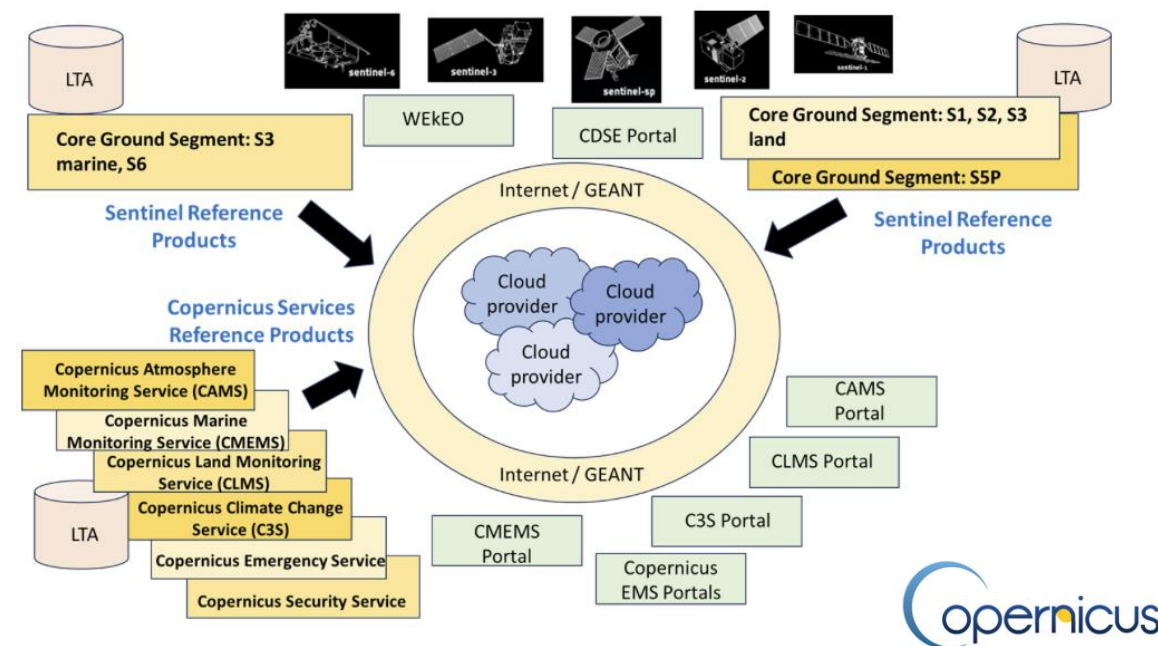 sentinel-6
sentinel-3
sentinel-5p
sentinel-2
sentinel-1
LTA
LTA
WEkEO
CDSE Portal
Core Ground Segment: S3
marine, S6
Core Ground Segment: S1, S2, S3
land
Core Ground Segment: S5P
Internet / GEANT
Sentinel Reference
Products
Sentinel Reference
Products
Cloud
provider
Cloud
provider
Cloud
provider
Copernicus Services
Reference Products
Copernicus Atmosphere
Monitoring Service (CAMS)
Copernicus Marine
Monitoring Service (CMEMS)
Copernicus Land Monitoring
Service (CLMS)
Copernicus Climate Change
Service (C3S)
Copernicus Emergency Service
Copernicus Security Service
LTA
Internet / GEANT
CAMS
Portal
CLMS Portal
C3S Portal
CMEMS
Portal
Copernicus
EMS Portals
Copernicus